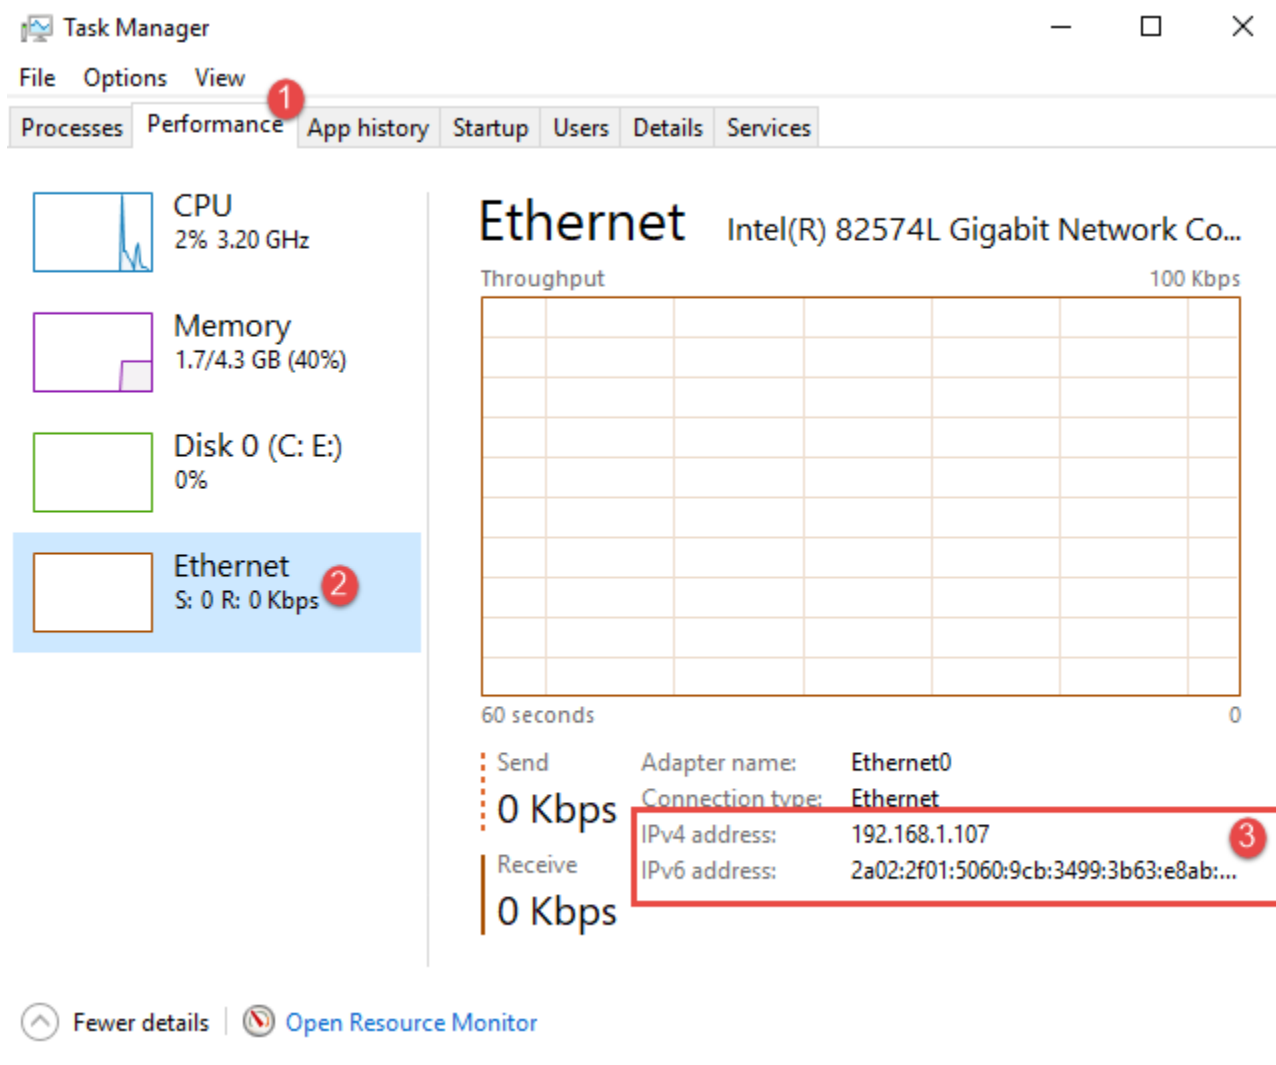 Task Manager
File Options View
1
Processes Performance App history Startup Users Details Services
CPU
2% 3.20 GHz
Memory
1.7/4.3 GB (40%)
Disk 0 (C: E:)
0%
Ethernet
S: 0 R: 0 Kbps
2
Ethernet Intel(R) 82574L Gigabit Network Co...
Throughput 100 Kbps
60 seconds 0
Send
0 Kbps
Receive
0 Kbps
Adapter name: Ethernet0
Connection type: Ethernet
IPv4 address: 192.168.1.107
3
IPv6 address: 2a02:2f01:5060:9cb:3499:3b63:e8ab:...
Fewer details Open Resource Monitor